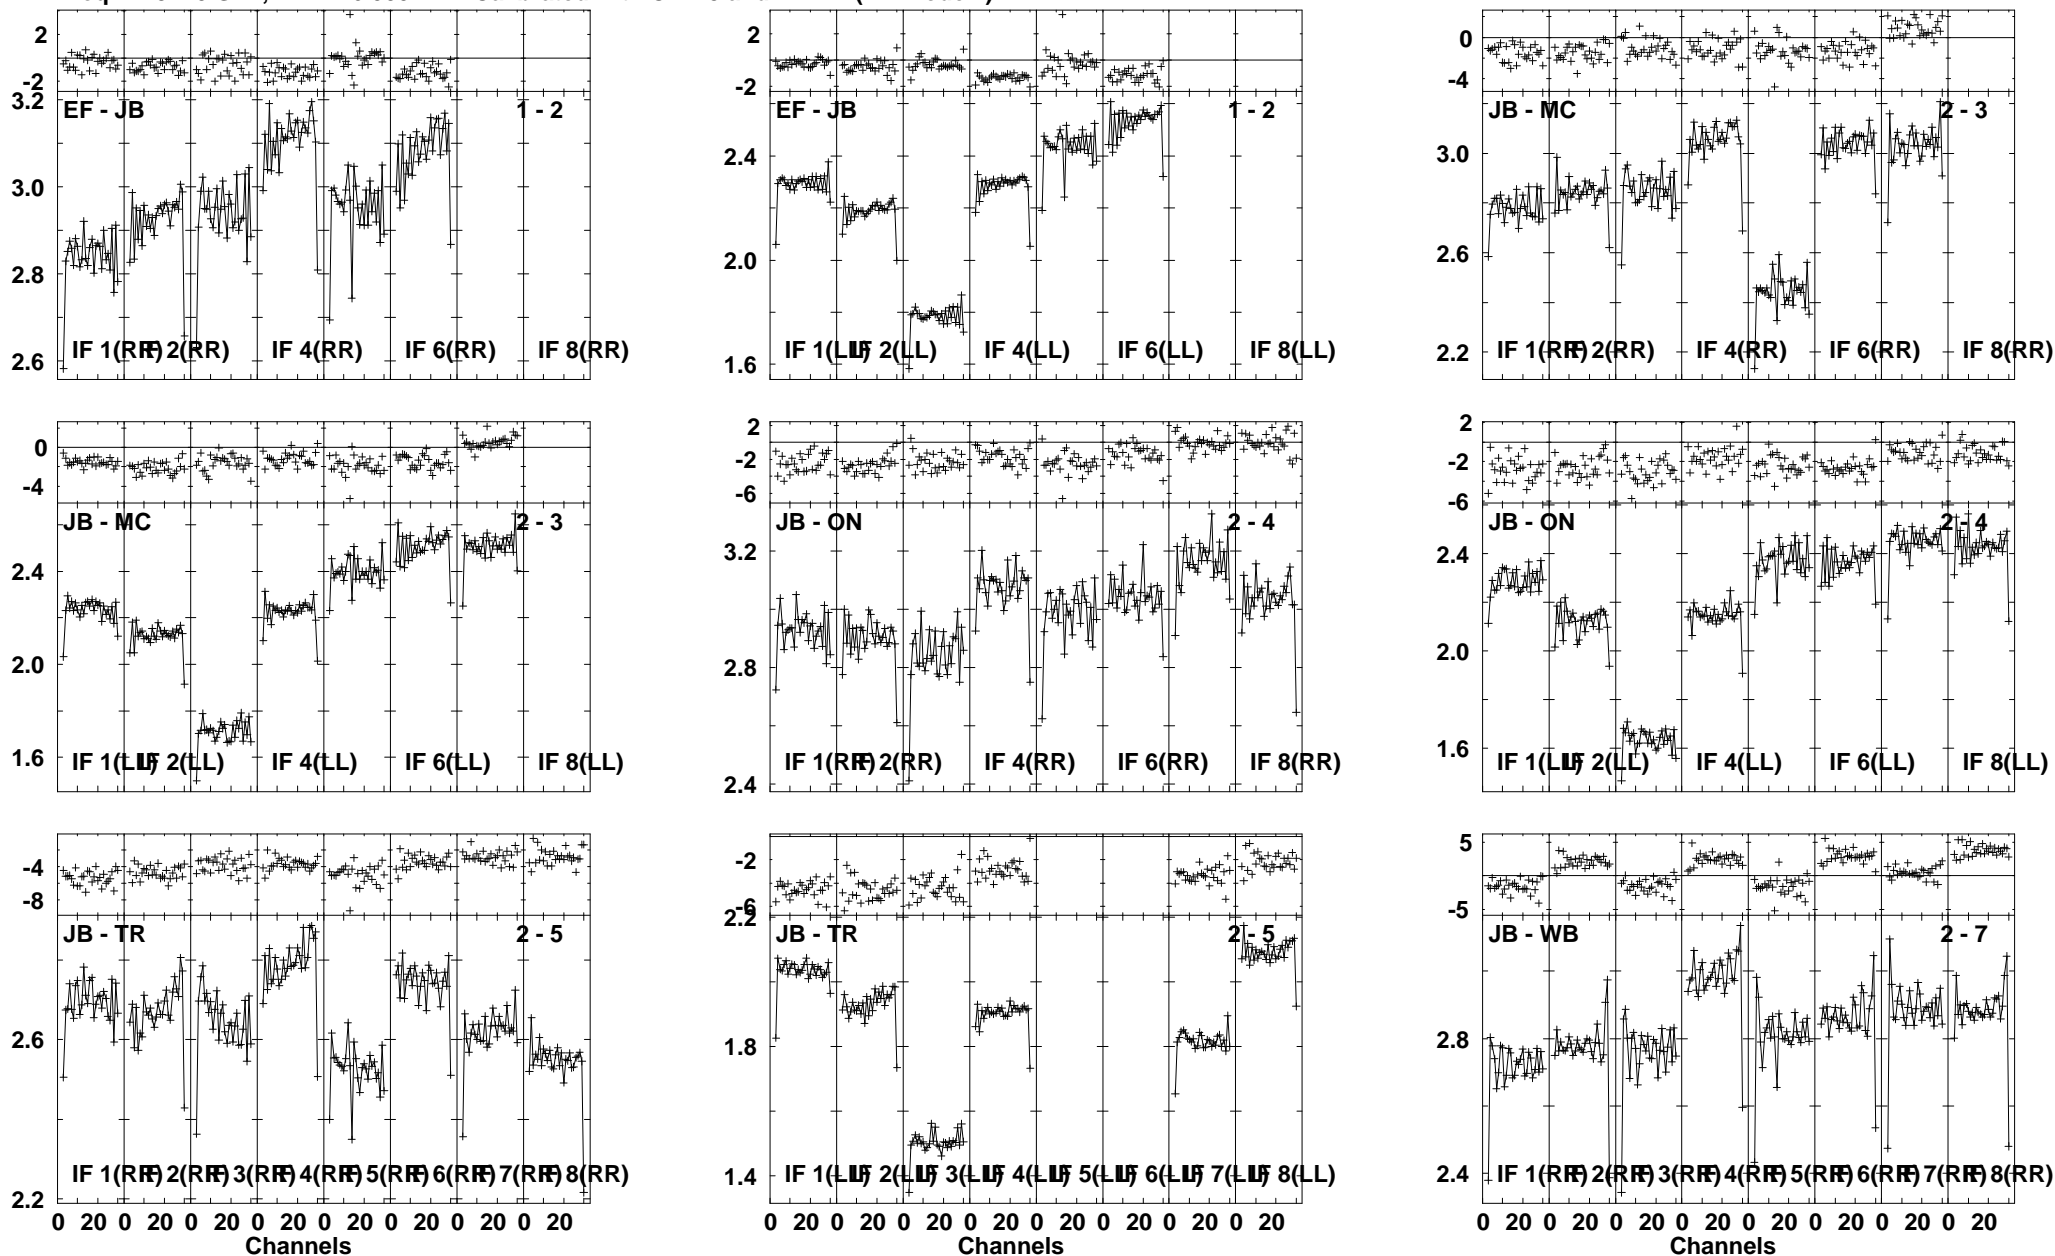 2
-2
3.2
3.0
2.8
2.6
EF - JB
1 - 2
IF 1(RR)
IF 2(RR)
IF 4(RR)
IF 6(RR)
IF 8(RR)
2
-2
2.4
2.0
1.6
EF - JB
1 - 2
IF 1(LL)
IF 2(LL)
IF 4(LL)
IF 6(LL)
IF 8(LL)
0
-4
3.0
2.6
2.2
JB - MC
2 - 3
IF 1(RR)
IF 2(RR)
IF 4(RR)
IF 6(RR)
IF 8(RR)
0
-4
2.4
2.0
1.6
JB - MC
2 - 3
IF 1(LL)
IF 2(LL)
IF 4(LL)
IF 6(LL)
IF 8(LL)
2
-2
-6
3.2
2.8
2.4
JB - ON
2 - 4
IF 1(RR)
IF 2(RR)
IF 4(RR)
IF 6(RR)
IF 8(RR)
2
-2
-6
2.4
2.0
1.6
JB - ON
2 - 4
IF 1(LL)
IF 2(LL)
IF 4(LL)
IF 6(LL)
IF 8(LL)
-4
-8
2.6
2.2
JB - TR
2 - 5
IF 1(RR)
IF 2(RR)
IF 3(RR)
IF 4(RR)
IF 5(RR)
IF 6(RR)
IF 7(RR)
IF 8(RR)
0 20 0 20 0 20 0 20 0 20 0 20 0 20 0 20
Channels
-2
-6
2.2
1.8
1.4
JB - TR
2 - 5
IF 1(LL)
IF 2(LL)
IF 3(LL)
IF 4(LL)
IF 5(LL)
IF 6(LL)
IF 7(LL)
IF 8(LL)
0 20 0 20 0 20 0 20 0 20 0 20 0 20 0 20
Channels
5
-5
2.8
2.4
JB - WB
2 - 7
IF 1(RR)
IF 2(RR)
IF 3(RR)
IF 4(RR)
IF 5(RR)
IF 6(RR)
IF 7(RR)
IF 8(RR)
0 20 0 20 0 20 0 20 0 20 0 20 0 20 0 20
Channels